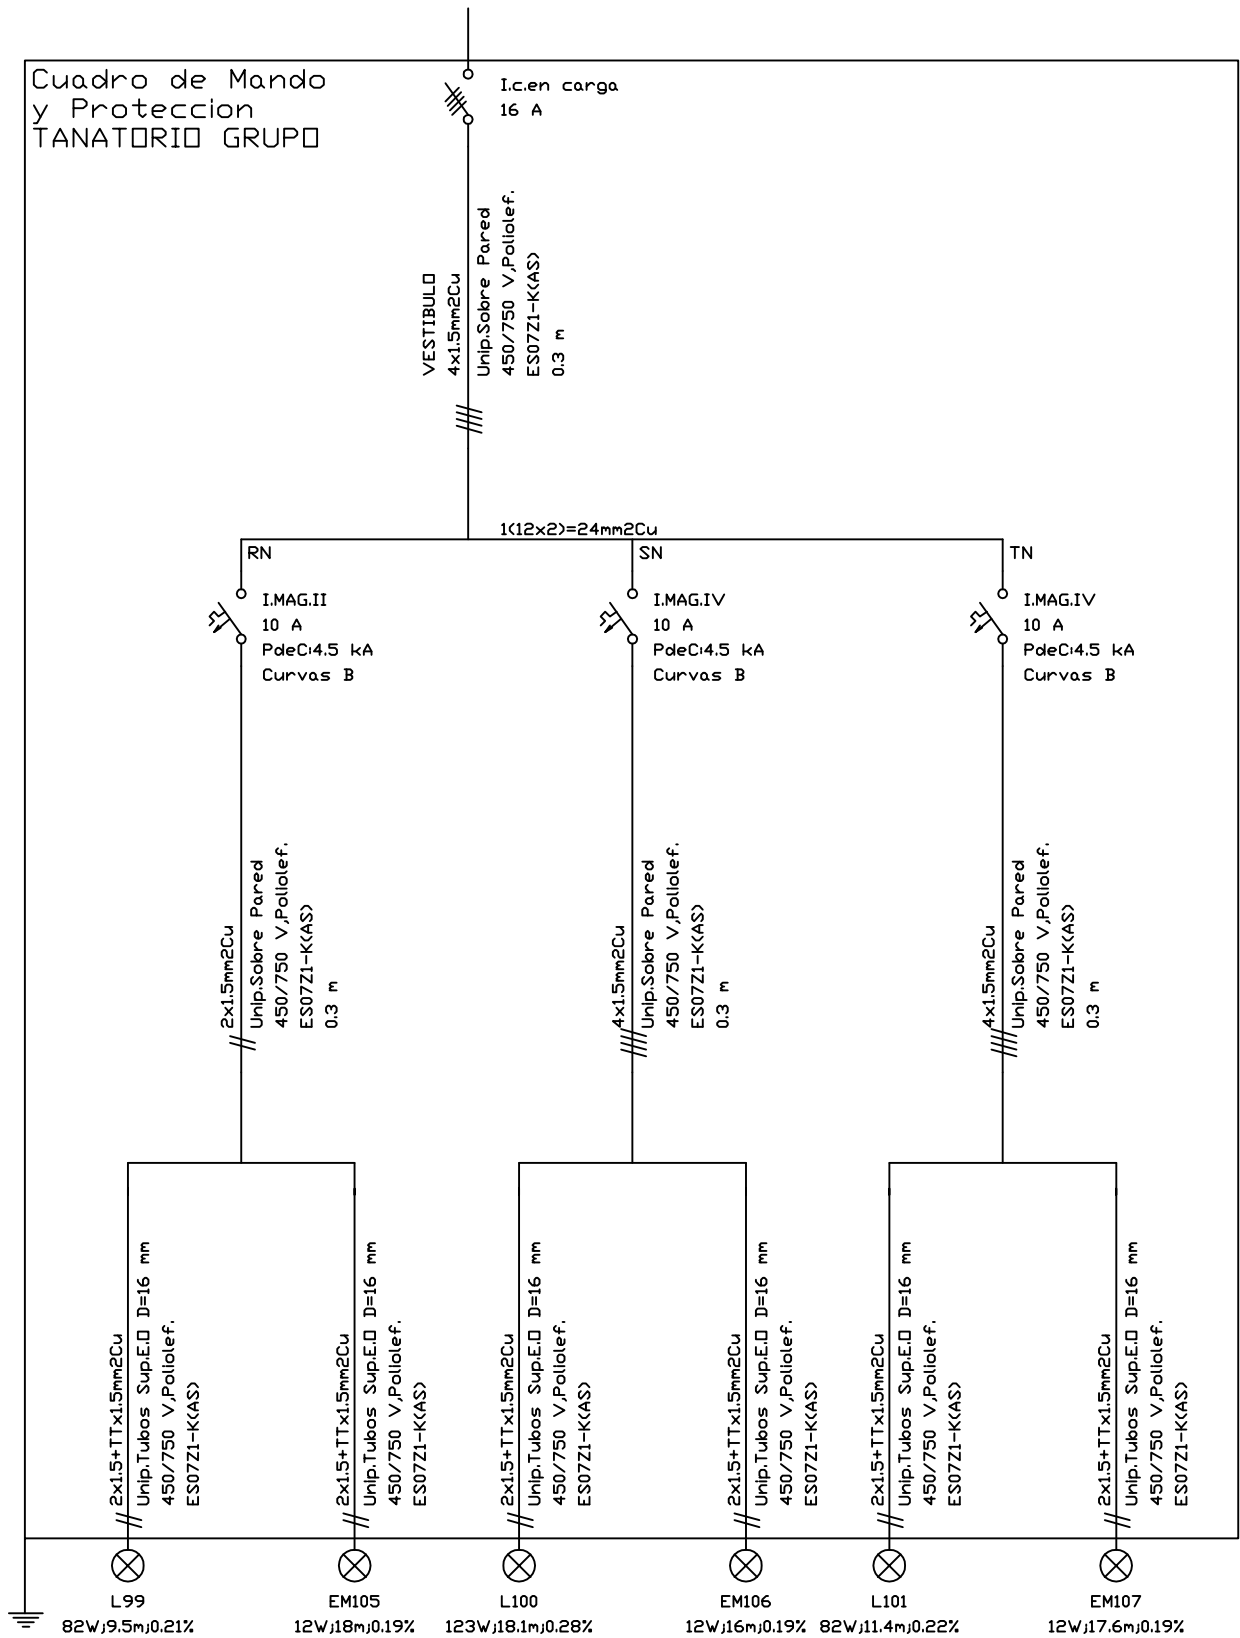 Cuadro de Mando
y Proteccion
TANATORIO GRUPO
I.c.en carga
16 A
VESTIBULO
4x1.5mm2Cu
Unip.Sobre Pared
450/750 V,Poliolef.
ES07Z1-K(AS)
0.3 m
1(12x2)=24mm2Cu
RN
I.MAG.II
10 A
PdeC:4.5 kA
Curvas B
SN
I.MAG.IV
10 A
PdeC:4.5 kA
Curvas B
TN
I.MAG.IV
10 A
PdeC:4.5 kA
Curvas B
2x1.5mm2Cu
Unip.Sobre Pared
450/750 V,Poliolef.
ES07Z1-K(AS)
0.3 m
4x1.5mm2Cu
Unip.Sobre Pared
450/750 V,Poliolef.
ES07Z1-K(AS)
0.3 m
4x1.5mm2Cu
Unip.Sobre Pared
450/750 V,Poliolef.
ES07Z1-K(AS)
0.3 m
2x1.5+TTx1.5mm2Cu
Unip.Tubos Sup.E.O D=16 mm
450/750 V,Poliolef.
ES07Z1-K(AS)
2x1.5+TTx1.5mm2Cu
Unip.Tubos Sup.E.O D=16 mm
450/750 V,Poliolef.
ES07Z1-K(AS)
2x1.5+TTx1.5mm2Cu
Unip.Tubos Sup.E.O D=16 mm
450/750 V,Poliolef.
ES07Z1-K(AS)
2x1.5+TTx1.5mm2Cu
Unip.Tubos Sup.E.O D=16 mm
450/750 V,Poliolef.
ES07Z1-K(AS)
2x1.5+TTx1.5mm2Cu
Unip.Tubos Sup.E.O D=16 mm
450/750 V,Poliolef.
ES07Z1-K(AS)
2x1.5+TTx1.5mm2Cu
Unip.Tubos Sup.E.O D=16 mm
450/750 V,Poliolef.
ES07Z1-K(AS)
L99
82W;9.5m;0.21%
EM105
12W;18m;0.19%
L100
123W;18.1m;0.28%
EM106
12W;16m;0.19%
L101
82W;11.4m;0.22%
EM107
12W;17.6m;0.19%